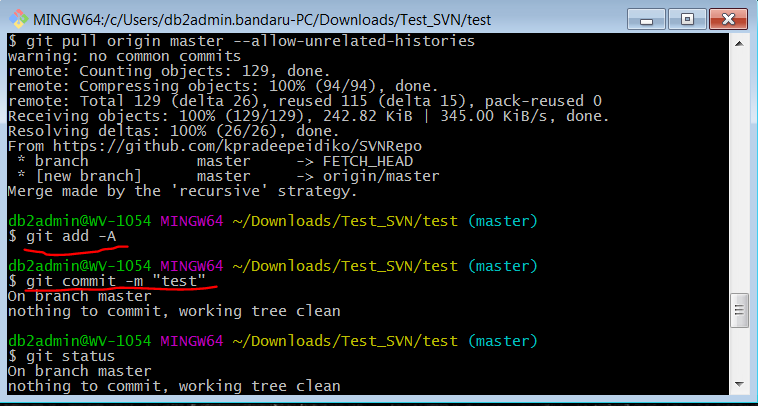 MINGW64:/c/Users/db2admin.bandaru-PC/Downloads/Test_SVN/test
$ git pull origin master --allow-unrelated-histories
warning: no common commits
remote: Counting objects: 129, done.
remote: Compressing objects: 100% (94/94), done.
remote: Total 129 (delta 26), reused 115 (delta 15), pack-reused 0
Receiving objects: 100% (129/129), 242.82 KiB | 345.00 KiB/s, done.
Resolving deltas: 100% (26/26), done.
From https://github.com/kpradeepeidiko/SVNRepo
 * branch            master     -> FETCH_HEAD
 * [new branch]      master     -> origin/master
Merge made by the 'recursive' strategy.
db2admin@WV-1054 MINGW64 ~/Downloads/Test_SVN/test (master)
$ git add -A
db2admin@WV-1054 MINGW64 ~/Downloads/Test_SVN/test (master)
$ git commit -m "test"
On branch master
nothing to commit, working tree clean
db2admin@WV-1054 MINGW64 ~/Downloads/Test_SVN/test (master)
$ git status
On branch master
nothing to commit, working tree clean